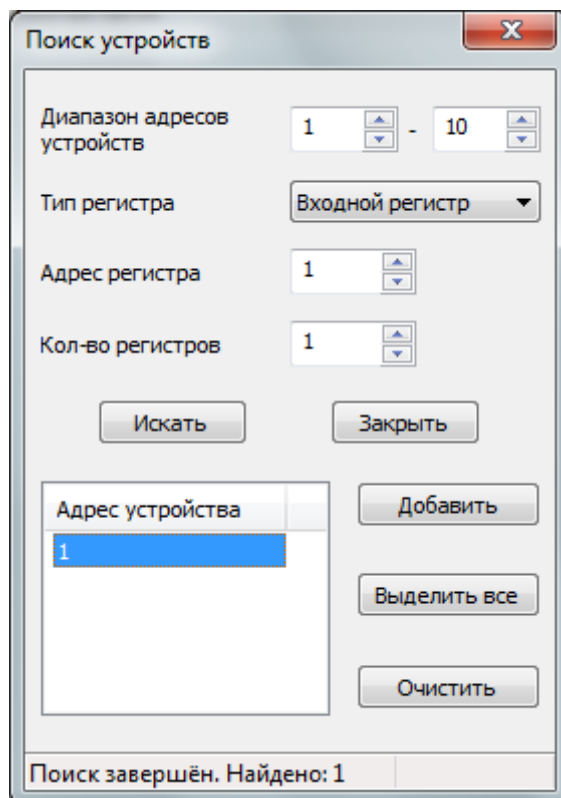 Поиск устройств
Диапазон адресов
устройств
1 - 10
Тип регистра
Входной регистр
Адрес регистра
1
Кол-во регистров
1
Искать
Закрыть
Адрес устройства
Добавить
1
Выделить все
Очистить
Поиск завершён. Найдено: 1